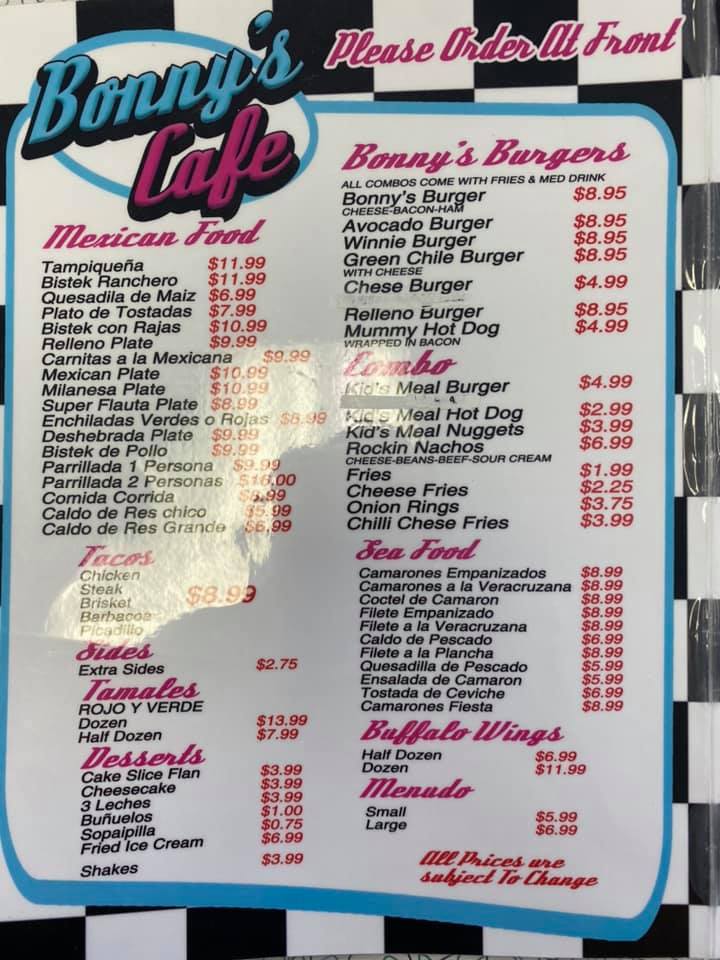 Bonny's
Cafe
Please Order At Front
Mexican Food
Tampiqueña $11.99
Bistek Ranchero $11.99
Quesadila de Maiz $6.99
Plato de Tostadas $7.99
Bistek con Rajas $10.99
Relleno Plate $9.99
Carnitas a la Mexicana $9.99
Mexican Plate $10.99
Milanesa Plate $10.99
Super Flauta Plate $8.99
Enchiladas Verdes o Rojas $8.99
Deshebrada Plate $9.99
Bistek de Pollo $9.99
Parrillada 1 Persona $9.99
Parrillada 2 Personas $16.00
Comida Corrida $8.99
Caldo de Res chico $5.99
Caldo de Res Grande $6.99
Tacos
Chicken
Steak
Brisket $8.99
Barbacoa
Picadillo
Sides
Extra Sides $2.75
Tamales
ROJO Y VERDE
Dozen $13.99
Half Dozen $7.99
Desserts
Cake Slice Flan $3.99
Cheesecake $3.99
3 Leches $3.99
Buñuelos $1.00
Sopaipilla $0.75
Fried Ice Cream $6.99
Shakes $3.99
Bonny's Burgers
ALL COMBOS COME WITH FRIES & MED DRINK
Bonny's Burger $8.95
CHEESE-BACON-HAM
Avocado Burger $8.95
Winnie Burger $8.95
Green Chile Burger $8.95
WITH CHEESE
Chese Burger $4.99
Relleno Burger $8.95
Mummy Hot Dog $4.99
WRAPPED IN BACON
Combo
Kid's Meal Burger $4.99
Kid's Meal Hot Dog $2.99
Kid's Meal Nuggets $3.99
Rockin Nachos $6.99
CHEESE-BEANS-BEEF-SOUR CREAM
Fries $1.99
Cheese Fries $2.25
Onion Rings $3.75
Chilli Chese Fries $3.99
Sea Food
Camarones Empanizados $8.99
Camarones a la Veracruzana $8.99
Coctel de Camaron $8.99
Filete Empanizado $8.99
Filete a la Veracruzana $8.99
Caldo de Pescado $6.99
Filete a la Plancha $8.99
Quesadilla de Pescado $5.99
Ensalada de Camaron $5.99
Tostada de Ceviche $6.99
Camarones Fiesta $8.99
Buffalo Wings
Half Dozen $6.99
Dozen $11.99
Menudo
Small $5.99
Large $6.99
All Prices are
subject To Change